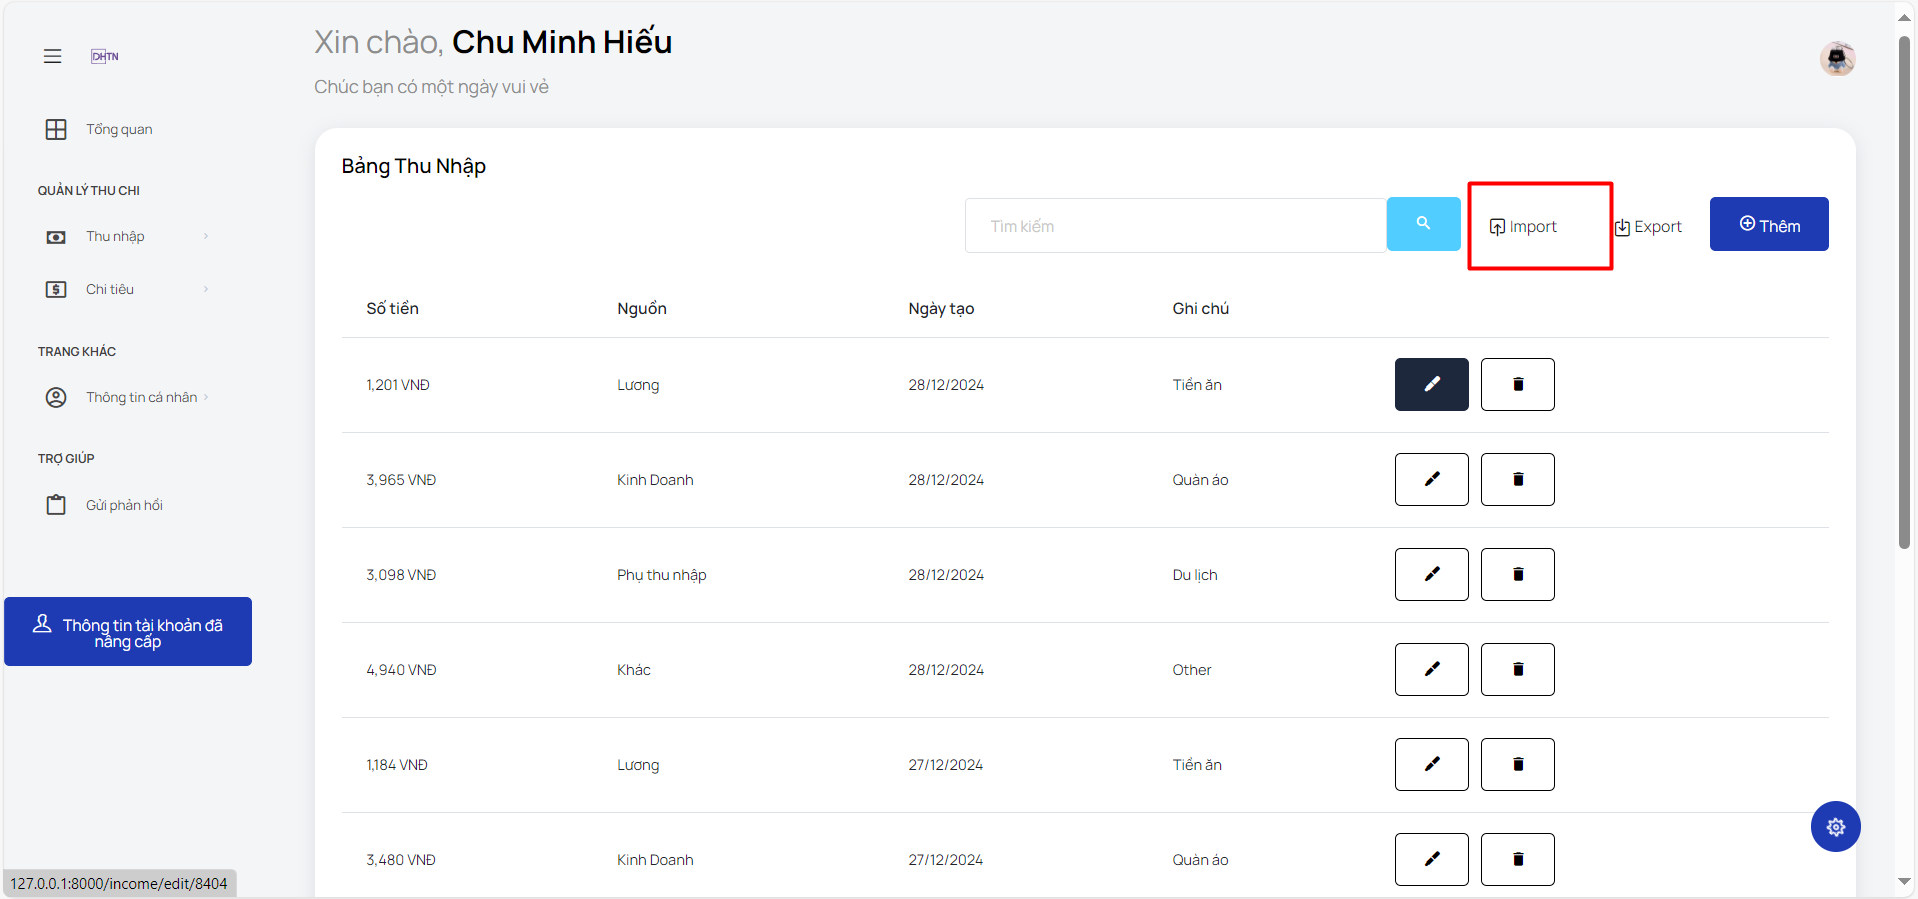 DHTN
Xin chào, Chu Minh Hiếu
Chúc bạn có một ngày vui vẻ
Tổng quan
QUẢN LÝ THU CHI
Thu nhập
Chi tiêu
TRANG KHÁC
Thông tin cá nhân
TRỢ GIÚP
Gửi phản hồi
Thông tin tài khoản đã
nâng cấp
Bảng Thu Nhập
Tìm kiếm
Import
Export
Thêm
Số tiền Nguồn Ngày tạo Ghi chú
1,201 VNĐ Lương 28/12/2024 Tiền ăn
3,965 VNĐ Kinh Doanh 28/12/2024 Quàn áo
3,098 VNĐ Phụ thu nhập 28/12/2024 Du lịch
4,940 VNĐ Khác 28/12/2024 Other
1,184 VNĐ Lương 27/12/2024 Tiền ăn
3,480 VNĐ Kinh Doanh 27/12/2024 Quàn áo
127.0.0.1:8000/income/edit/8404